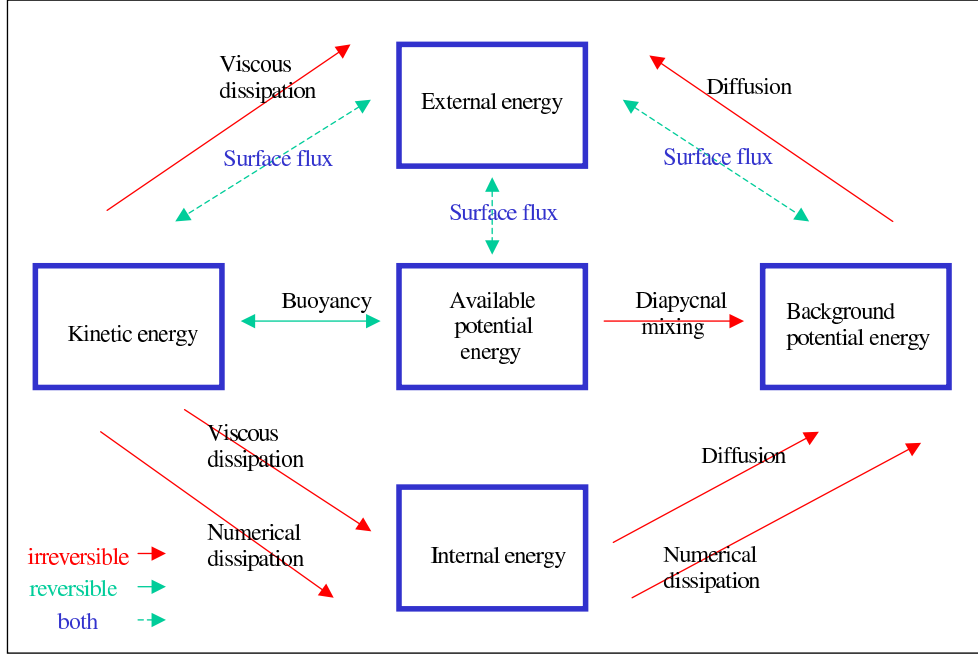 Viscous
dissipation
External energy
Diffusion
Surface flux
Surface flux
Surface flux
Kinetic energy
Buoyancy
Available
potential
energy
Diapycnal
mixing
Background
potential energy
Viscous
dissipation
Numerical
dissipation
Internal energy
Diffusion
Numerical
dissipation
irreversible
reversible
both